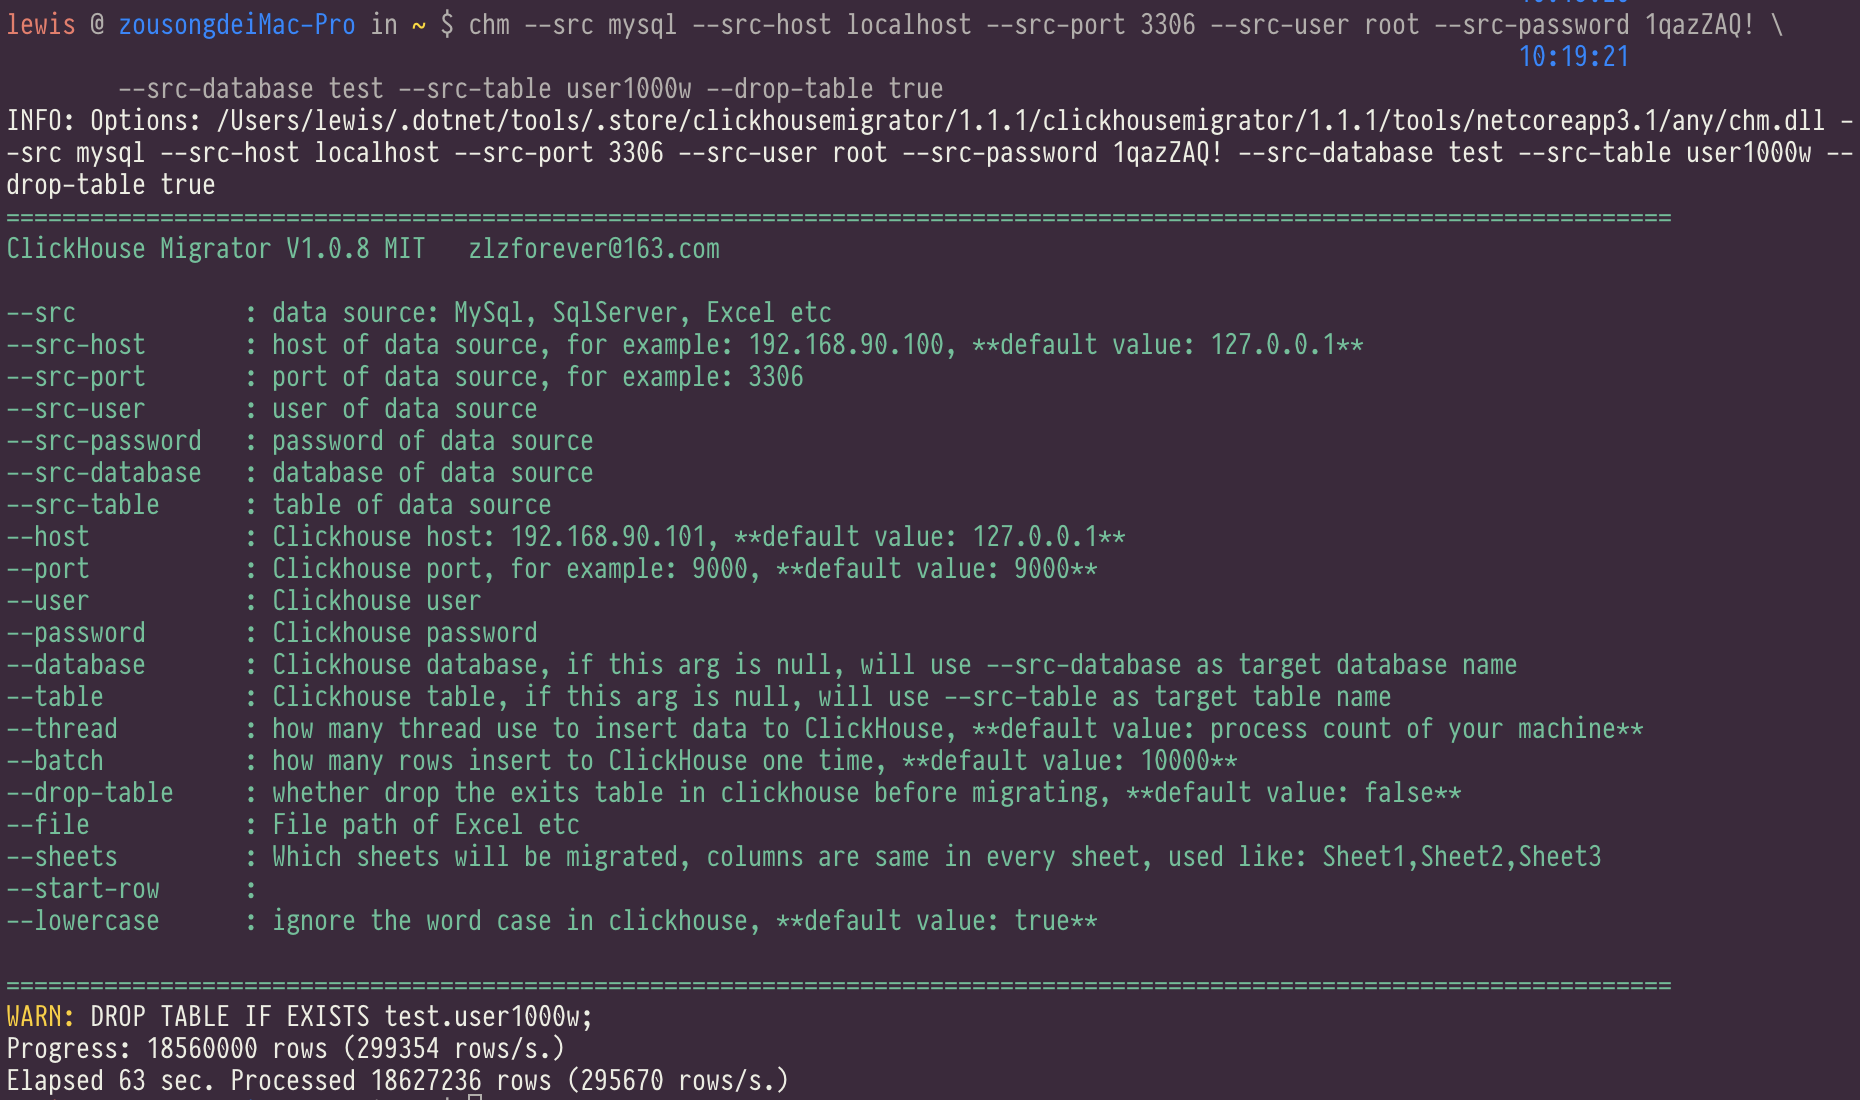 lewis @ zousongdeiMac-Pro in ~ $ chm --src mysql --src-host localhost --src-port 3306 --src-user root --src-password 1qazZAQ! \
10:19:21
--src-database test --src-table user1000w --drop-table true
INFO: Options: /Users/lewis/.dotnet/tools/.store/clickhousemigrator/1.1.1/clickhousemigrator/1.1.1/tools/netcoreapp3.1/any/chm.dll -
-src mysql --src-host localhost --src-port 3306 --src-user root --src-password 1qazZAQ! --src-database test --src-table user1000w --
drop-table true
=======================================================================================================================
ClickHouse Migrator V1.0.8 MIT   zlzforever@163.com
--src            : data source: MySql, SqlServer, Excel etc
--src-host       : host of data source, for example: 192.168.90.100, **default value: 127.0.0.1**
--src-port       : port of data source, for example: 3306
--src-user       : user of data source
--src-password   : password of data source
--src-database   : database of data source
--src-table      : table of data source
--host           : Clickhouse host: 192.168.90.101, **default value: 127.0.0.1**
--port           : Clickhouse port, for example: 9000, **default value: 9000**
--user           : Clickhouse user
--password       : Clickhouse password
--database       : Clickhouse database, if this arg is null, will use --src-database as target database name
--table          : Clickhouse table, if this arg is null, will use --src-table as target table name
--thread         : how many thread use to insert data to ClickHouse, **default value: process count of your machine**
--batch          : how many rows insert to ClickHouse one time, **default value: 10000**
--drop-table     : whether drop the exits table in clickhouse before migrating, **default value: false**
--file           : File path of Excel etc
--sheets         : Which sheets will be migrated, columns are same in every sheet, used like: Sheet1,Sheet2,Sheet3
--start-row      :
--lowercase      : ignore the word case in clickhouse, **default value: true**
=======================================================================================================================
WARN: DROP TABLE IF EXISTS test.user1000w;
Progress: 18560000 rows (299354 rows/s.)
Elapsed 63 sec. Processed 18627236 rows (295670 rows/s.)